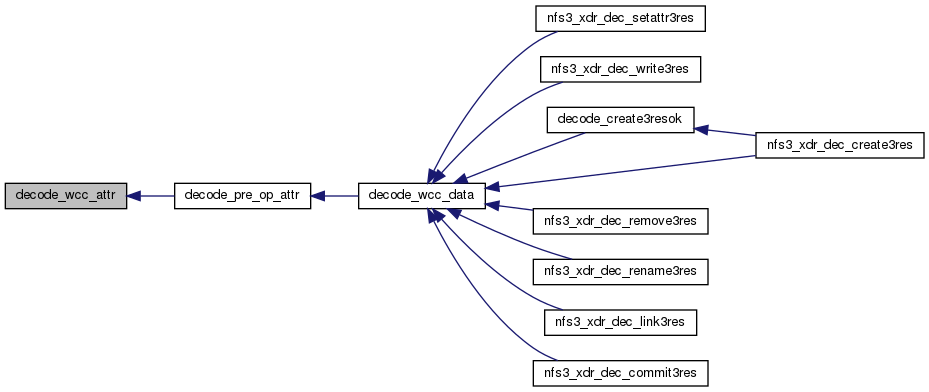 nfs3_xdr_dec_setattr3res
nfs3_xdr_dec_write3res
decode_create3resok
nfs3_xdr_dec_create3res
decode_wcc_attr
decode_pre_op_attr
decode_wcc_data
nfs3_xdr_dec_remove3res
nfs3_xdr_dec_rename3res
nfs3_xdr_dec_link3res
nfs3_xdr_dec_commit3res